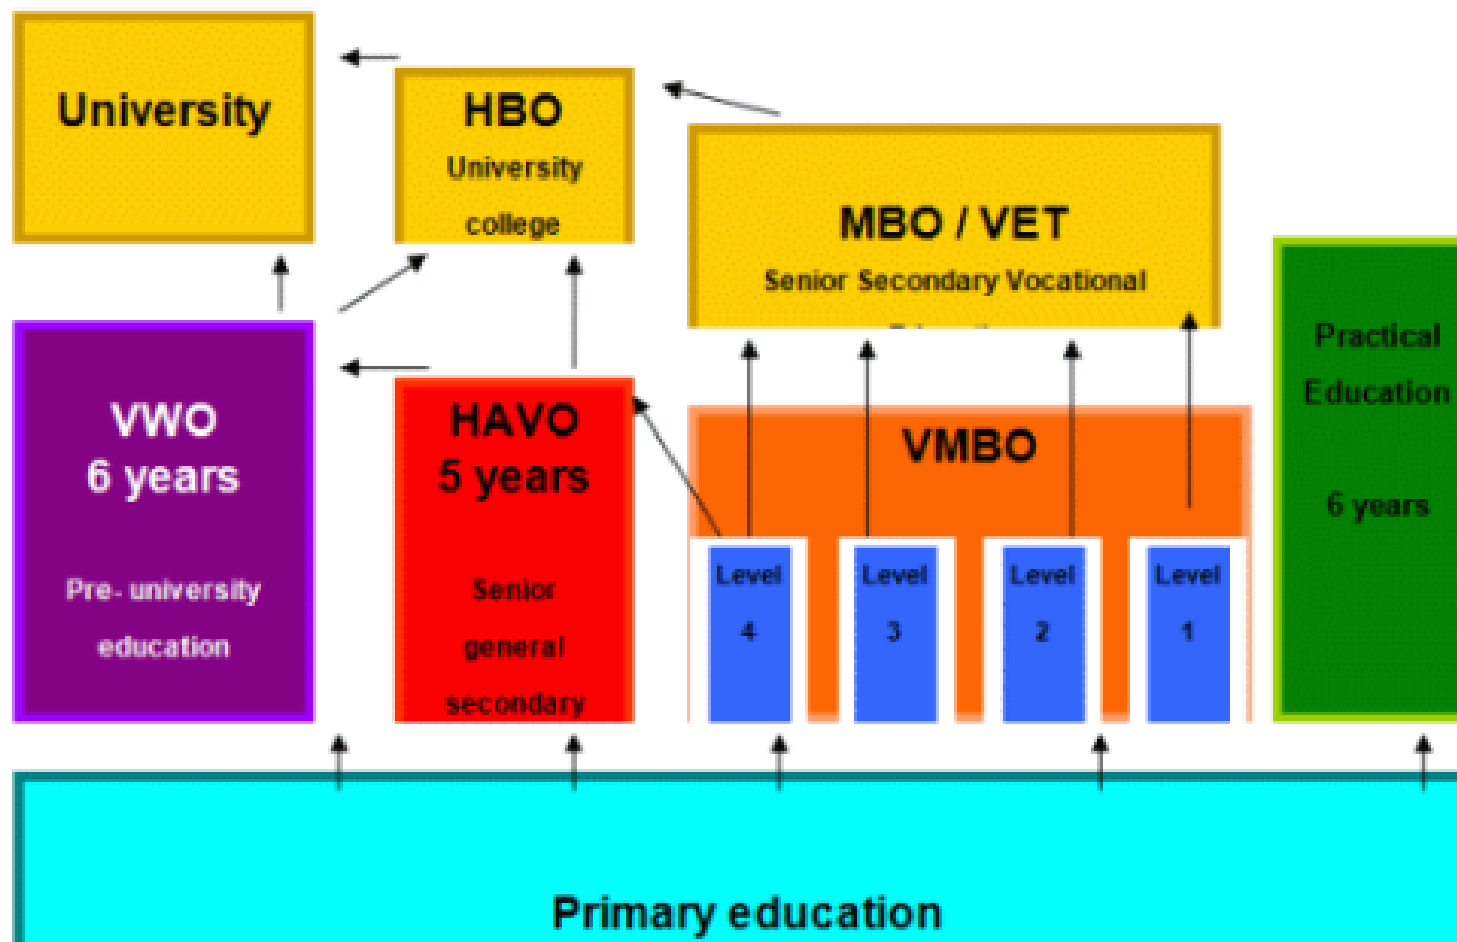 University
HBO
University
college
MBO / VET
Senior Secondary Vocational
Practical
Education
6 years
VWO
6 years
Pre- university
education
HAVO
5 years
Senior
general
secondary
VMBO
Level
4
Level
3
Level
2
Level
1
Primary education